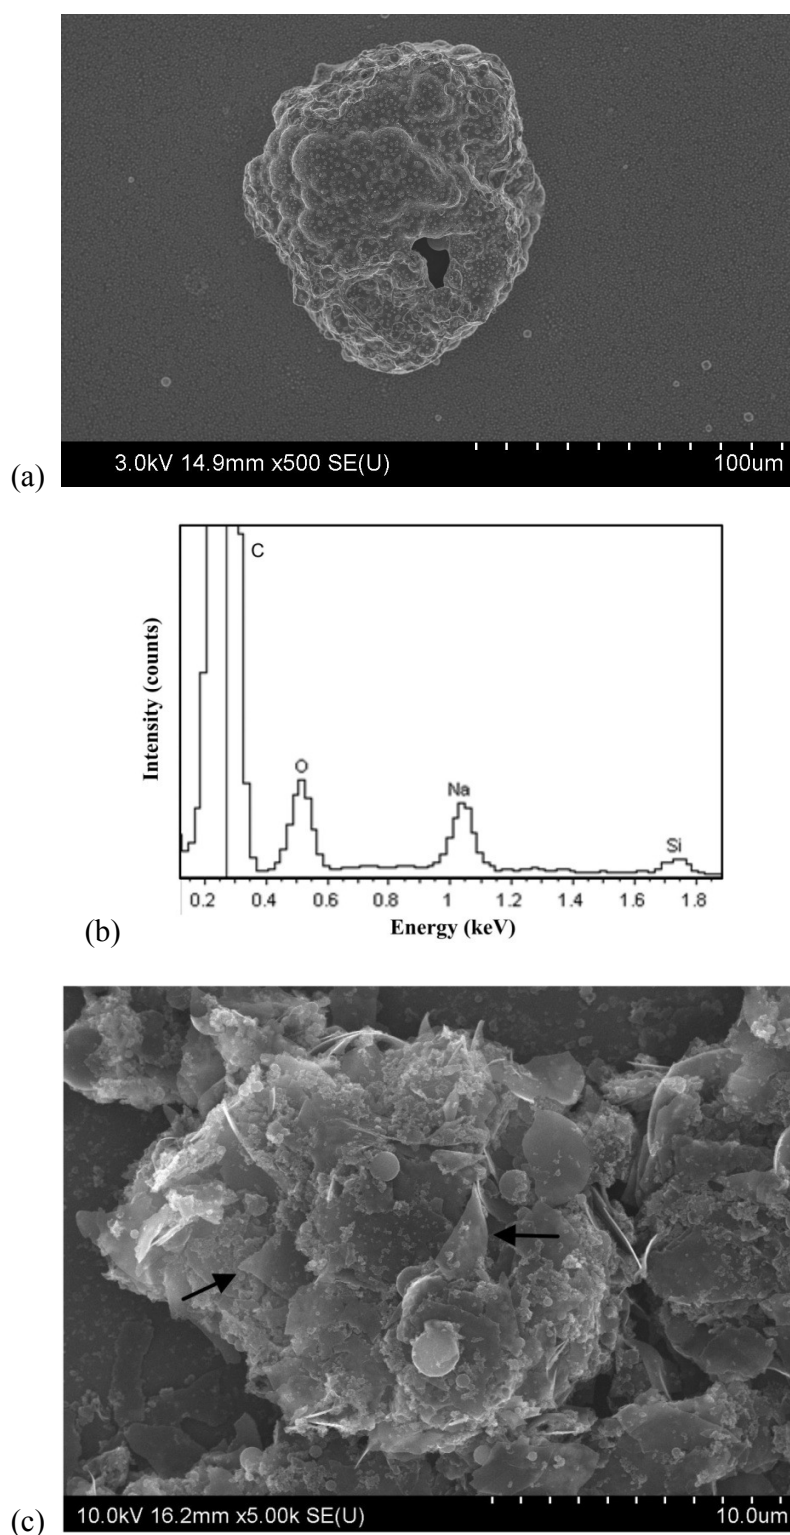 3.0kV 14.9mm x500 SE(U) 100um
(a)
C
O
Na
Si
Intensity (counts)
0.2 0.4 0.6 0.8 1 1.2 1.4 1.6 1.8
Energy (keV)
(b)
10.0kV 16.2mm x5.00k SE(U) 10.0um
(c)